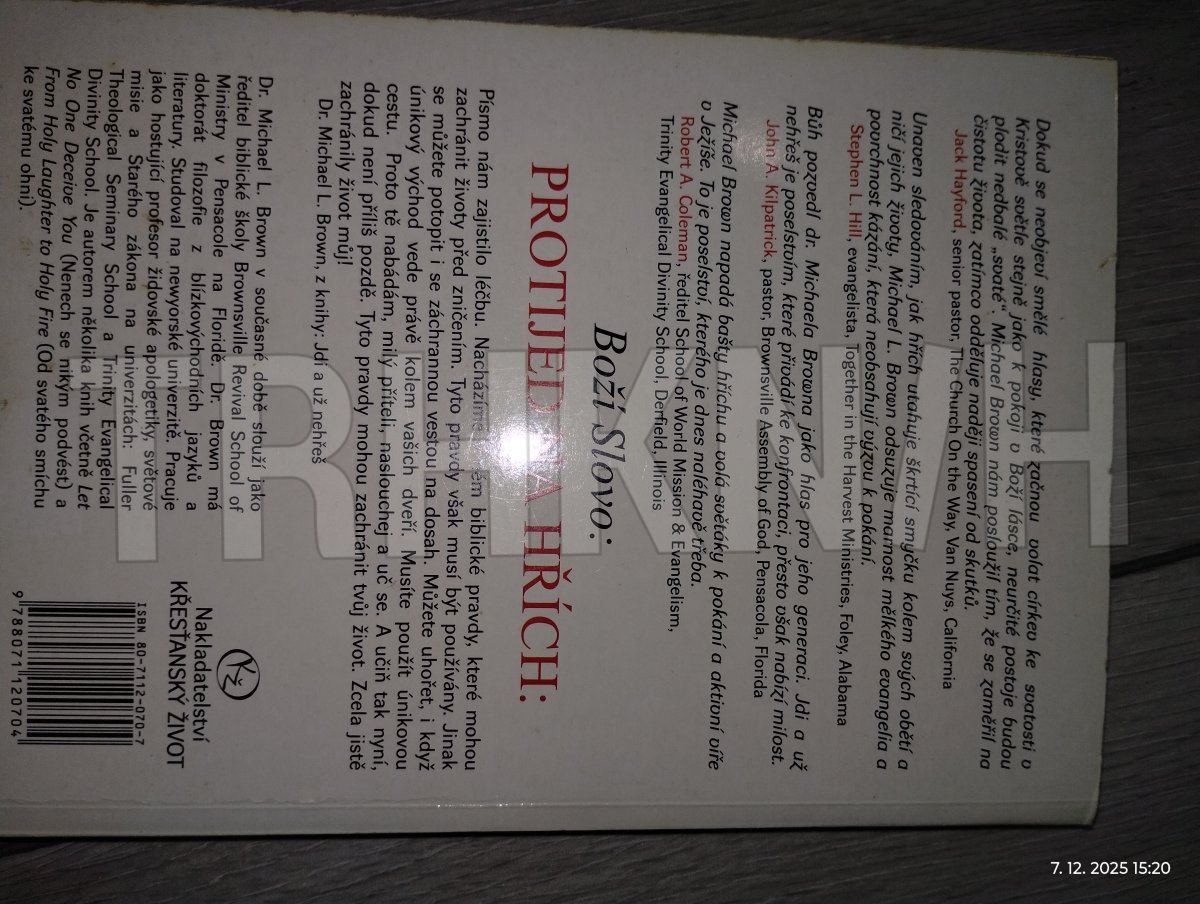 Dokud se neobjeví smělé hlasy, které začnou volat církev ke svatosti v
Kristově světle stejně jako k pokoji v Boží lásce, neurčité postoje budou
plodit nedbalé „svaté“. Michael Brown nám posloužil tím, že se zaměřil na
čistotu života, zatímco odděluje naději spasení od skutků.
Jack Hayford, senior pastor, The Church On the Way, Van Nuys, California
Unaven sledováním, jak hřích utahuje škrtící smyčku kolem svých obětí a
ničí jejich životy, Michael L. Brown odsuzuje marnost mělkého evangelia a
povrchnost kázání, která neobsahují výzvu k pokání.
Stephen L. Hill, evangelista, Together in the Harvest Ministries, Foley, Alabama
Bůh pozvedl dr. Michaela Browna jako hlas pro jeho generaci. Jdi a už
nehřeš je poselstvím, které přivádí ke konfrontaci, přesto však nabízí milost.
John A. Kilpatrick, pastor, Brownsville Assembly of God, Pensacola, Florida
Michael Brown napadá bašty hříchu a volá světáky k pokání a aktivní víře
v Ježíše. To je poselství, kterého je dnes naléhavě třeba.
Robert A. Coleman, ředitel School of World Mission & Evangelism,
Trinity Evangelical Divinity School, Derfield, Illinois
Boží Slovo:
PROTIJED NA HŘÍCH:
Písmo nám zajistilo léčbu. Nacházíme v něm biblické pravdy, které mohou
zachránit životy před zničením. Tyto pravdy však musí být používány. Jinak
se můžete potopit i se záchrannou vestou na dosah. Můžete uhořet, i když
únikový východ vede právě kolem vašich dveří. Musíte použít únikovou
cestu. Proto tě nabádám, milý příteli, naslouchej a uč se. A učiň tak nyní,
dokud není příliš pozdě. Tyto pravdy mohou zachránit tvůj život. Zcela jistě
zachránily život můj!
Dr. Michael L. Brown, z knihy: Jdi a už nehřeš
Dr. Michael L. Brown v současné době slouží jako
ředitel biblické školy Brownsville Revival School of
Ministry v Pensacole na Floridě. Dr. Brown má
doktorát filozofie z blízkovýchodních jazyků a
literatury. Studoval na newyorské univerzitě. Pracuje
jako hostující profesor židovské apologetiky, světové
misie a Starého zákona na univerzitách: Fuller
Theological Seminary School a Trinity Evangelical
Divinity School. Je autorem několika knih včetně Let
No One Deceive You (Nenech se nikým podvést) a
From Holy Laughter to Holy Fire (Od svatého smíchu
ke svatému ohni).
KŽ
Nakladatelství
KŘESŤANSKÝ ŽIVOT
ISBN 80-7112-070-7
9 788071 120704
TRHKNIH
7. 12. 2025 15:20